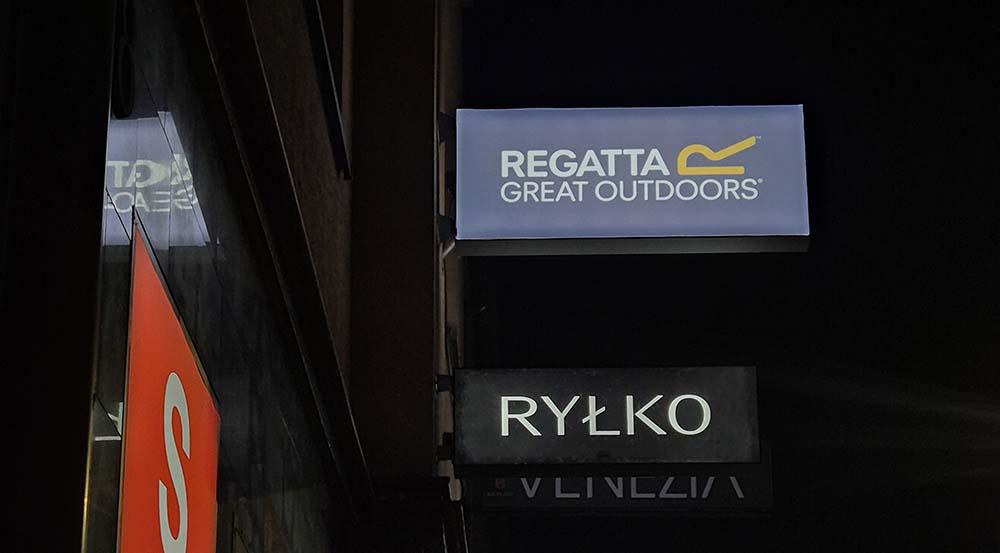 REGATTA
GREAT OUTDOORS®
RYŁKO
VENEZIA
S